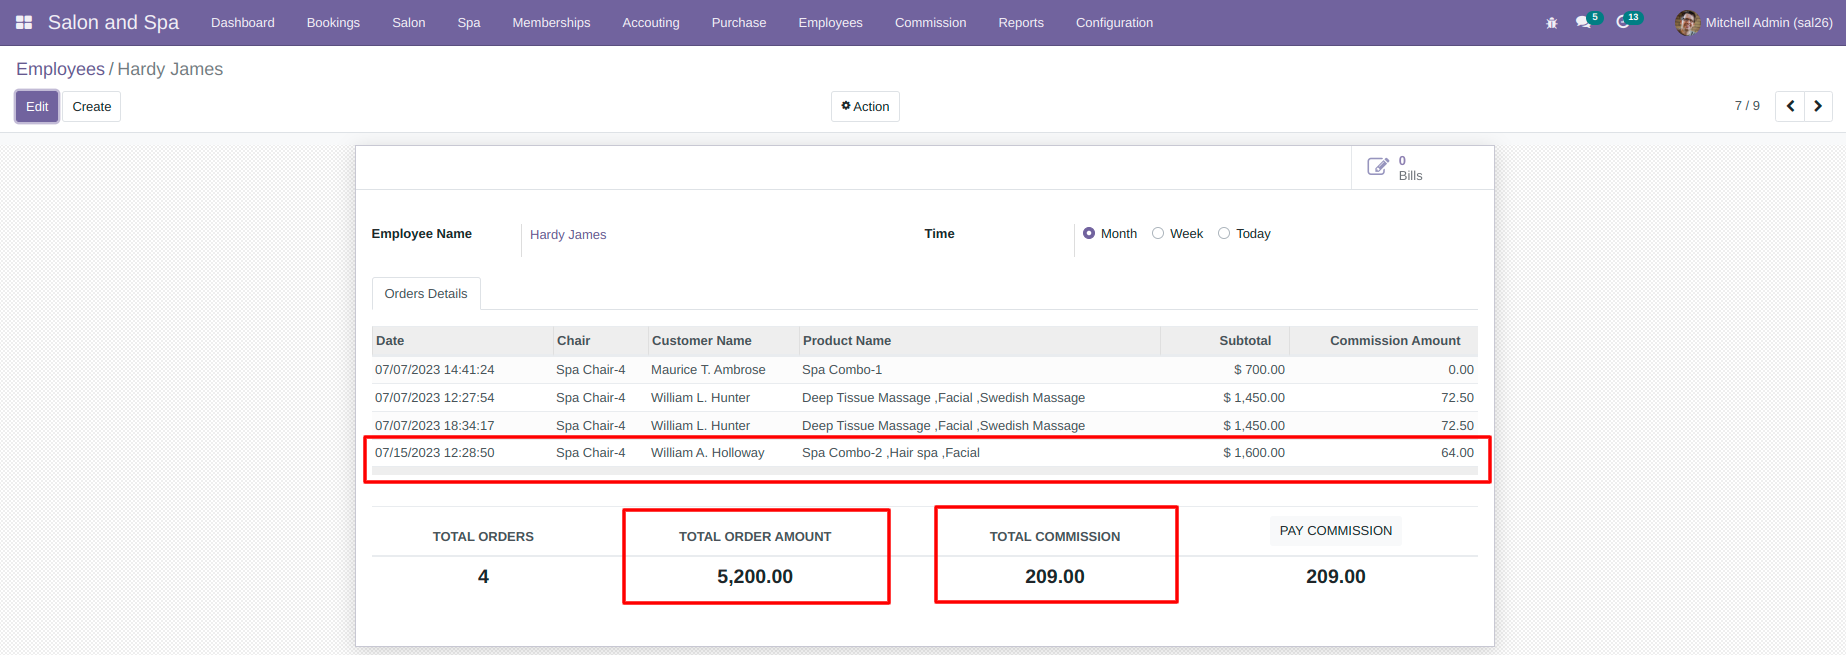 Salon and Spa Dashboard Bookings Salon Spa Memberships Accouting Purchase Employees Commission Reports Configuration 5 13 Mitchell Admin (sal26)
Employees / Hardy James
Edit Create Action 7 / 9
0
Bills
Employee Name Hardy James Time Month Week Today
Orders Details
Date Chair Customer Name Product Name Subtotal Commission Amount
07/07/2023 14:41:24 Spa Chair-4 Maurice T. Ambrose Spa Combo-1 $ 700.00 0.00
07/07/2023 12:27:54 Spa Chair-4 William L. Hunter Deep Tissue Massage ,Facial ,Swedish Massage $ 1,450.00 72.50
07/07/2023 18:34:17 Spa Chair-4 William L. Hunter Deep Tissue Massage ,Facial ,Swedish Massage $ 1,450.00 72.50
07/15/2023 12:28:50 Spa Chair-4 William A. Holloway Spa Combo-2 ,Hair spa ,Facial $ 1,600.00 64.00
TOTAL ORDERS TOTAL ORDER AMOUNT TOTAL COMMISSION PAY COMMISSION
4 5,200.00 209.00 209.00